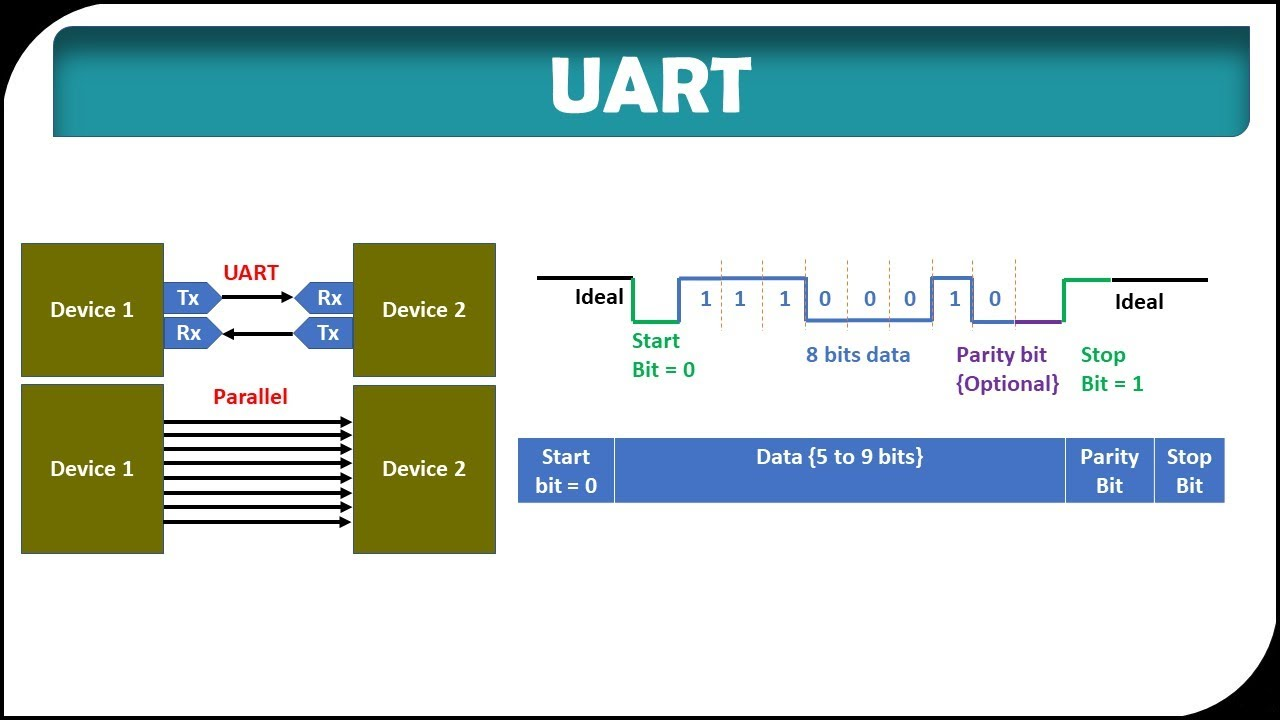 UART
UART
Device 1
Tx
Rx
Rx
Tx
Device 2
Parallel
Device 1
Device 2
Ideal
1 1 1 0 0 0 1 0
Ideal
Start
Bit = 0
8 bits data
Parity bit
{Optional}
Stop
Bit = 1
Start
bit = 0
Data {5 to 9 bits}
Parity
Bit
Stop
Bit